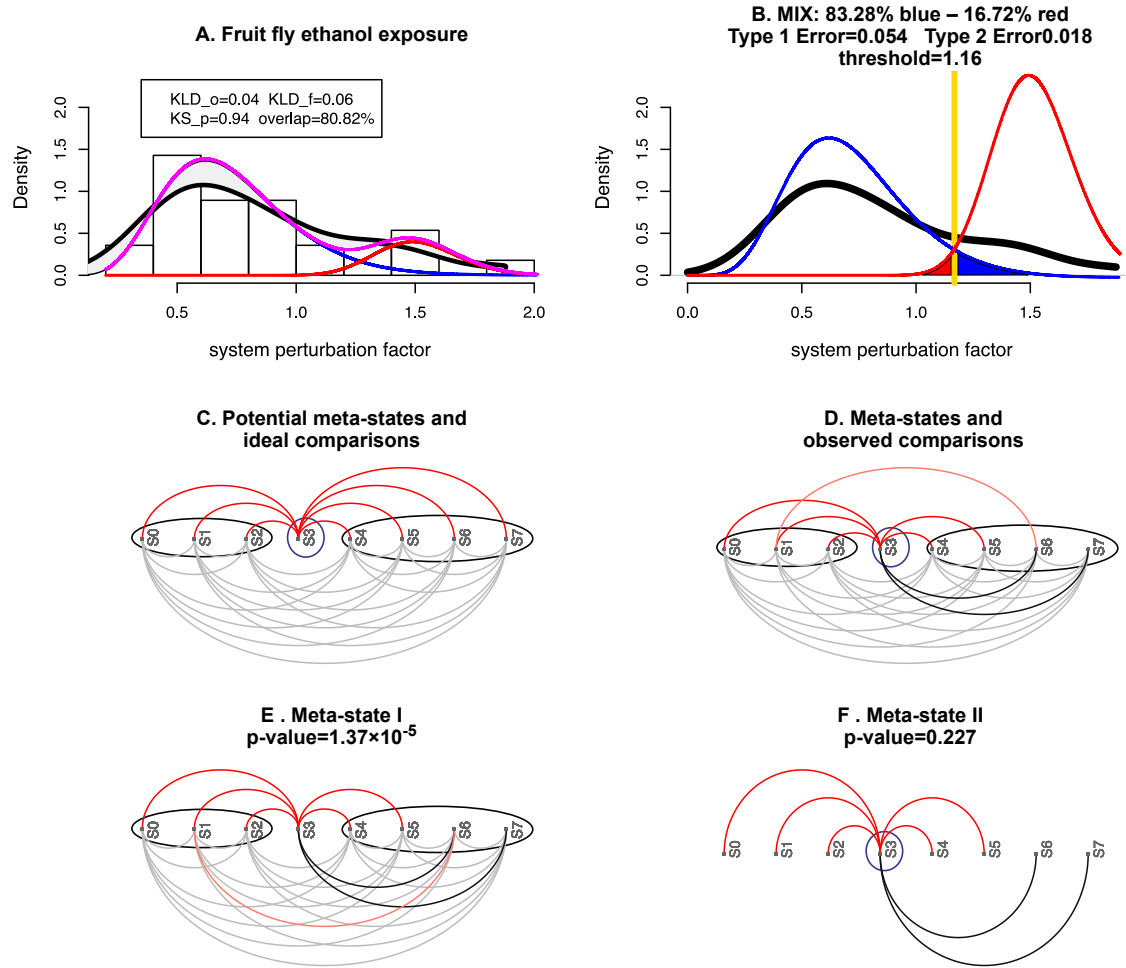 A. Fruit fly ethanol exposure
KLD_o=0.04 KLD_f=0.06
KS_p=0.94 overlap=80.82%
Density
0.0 0.5 1.0 1.5 2.0
0.5 1.0 1.5 2.0
system perturbation factor
B. MIX: 83.28% blue – 16.72% red
Type 1 Error=0.054 Type 2 Error0.018
threshold=1.16
Density
0.0 0.5 1.0 1.5 2.0
0.0 0.5 1.0 1.5
system perturbation factor
C. Potential meta-states and
ideal comparisons
S0 S1 S2 S3 S4 S5 S6 S7
D. Meta-states and
observed comparisons
S0 S1 S2 S3 S4 S5 S6 S7
E . Meta-state I
p-value=1.37×10⁻⁵
S0 S1 S2 S3 S4 S5 S6 S7
F . Meta-state II
p-value=0.227
S0 S1 S2 S3 S4 S5 S6 S7